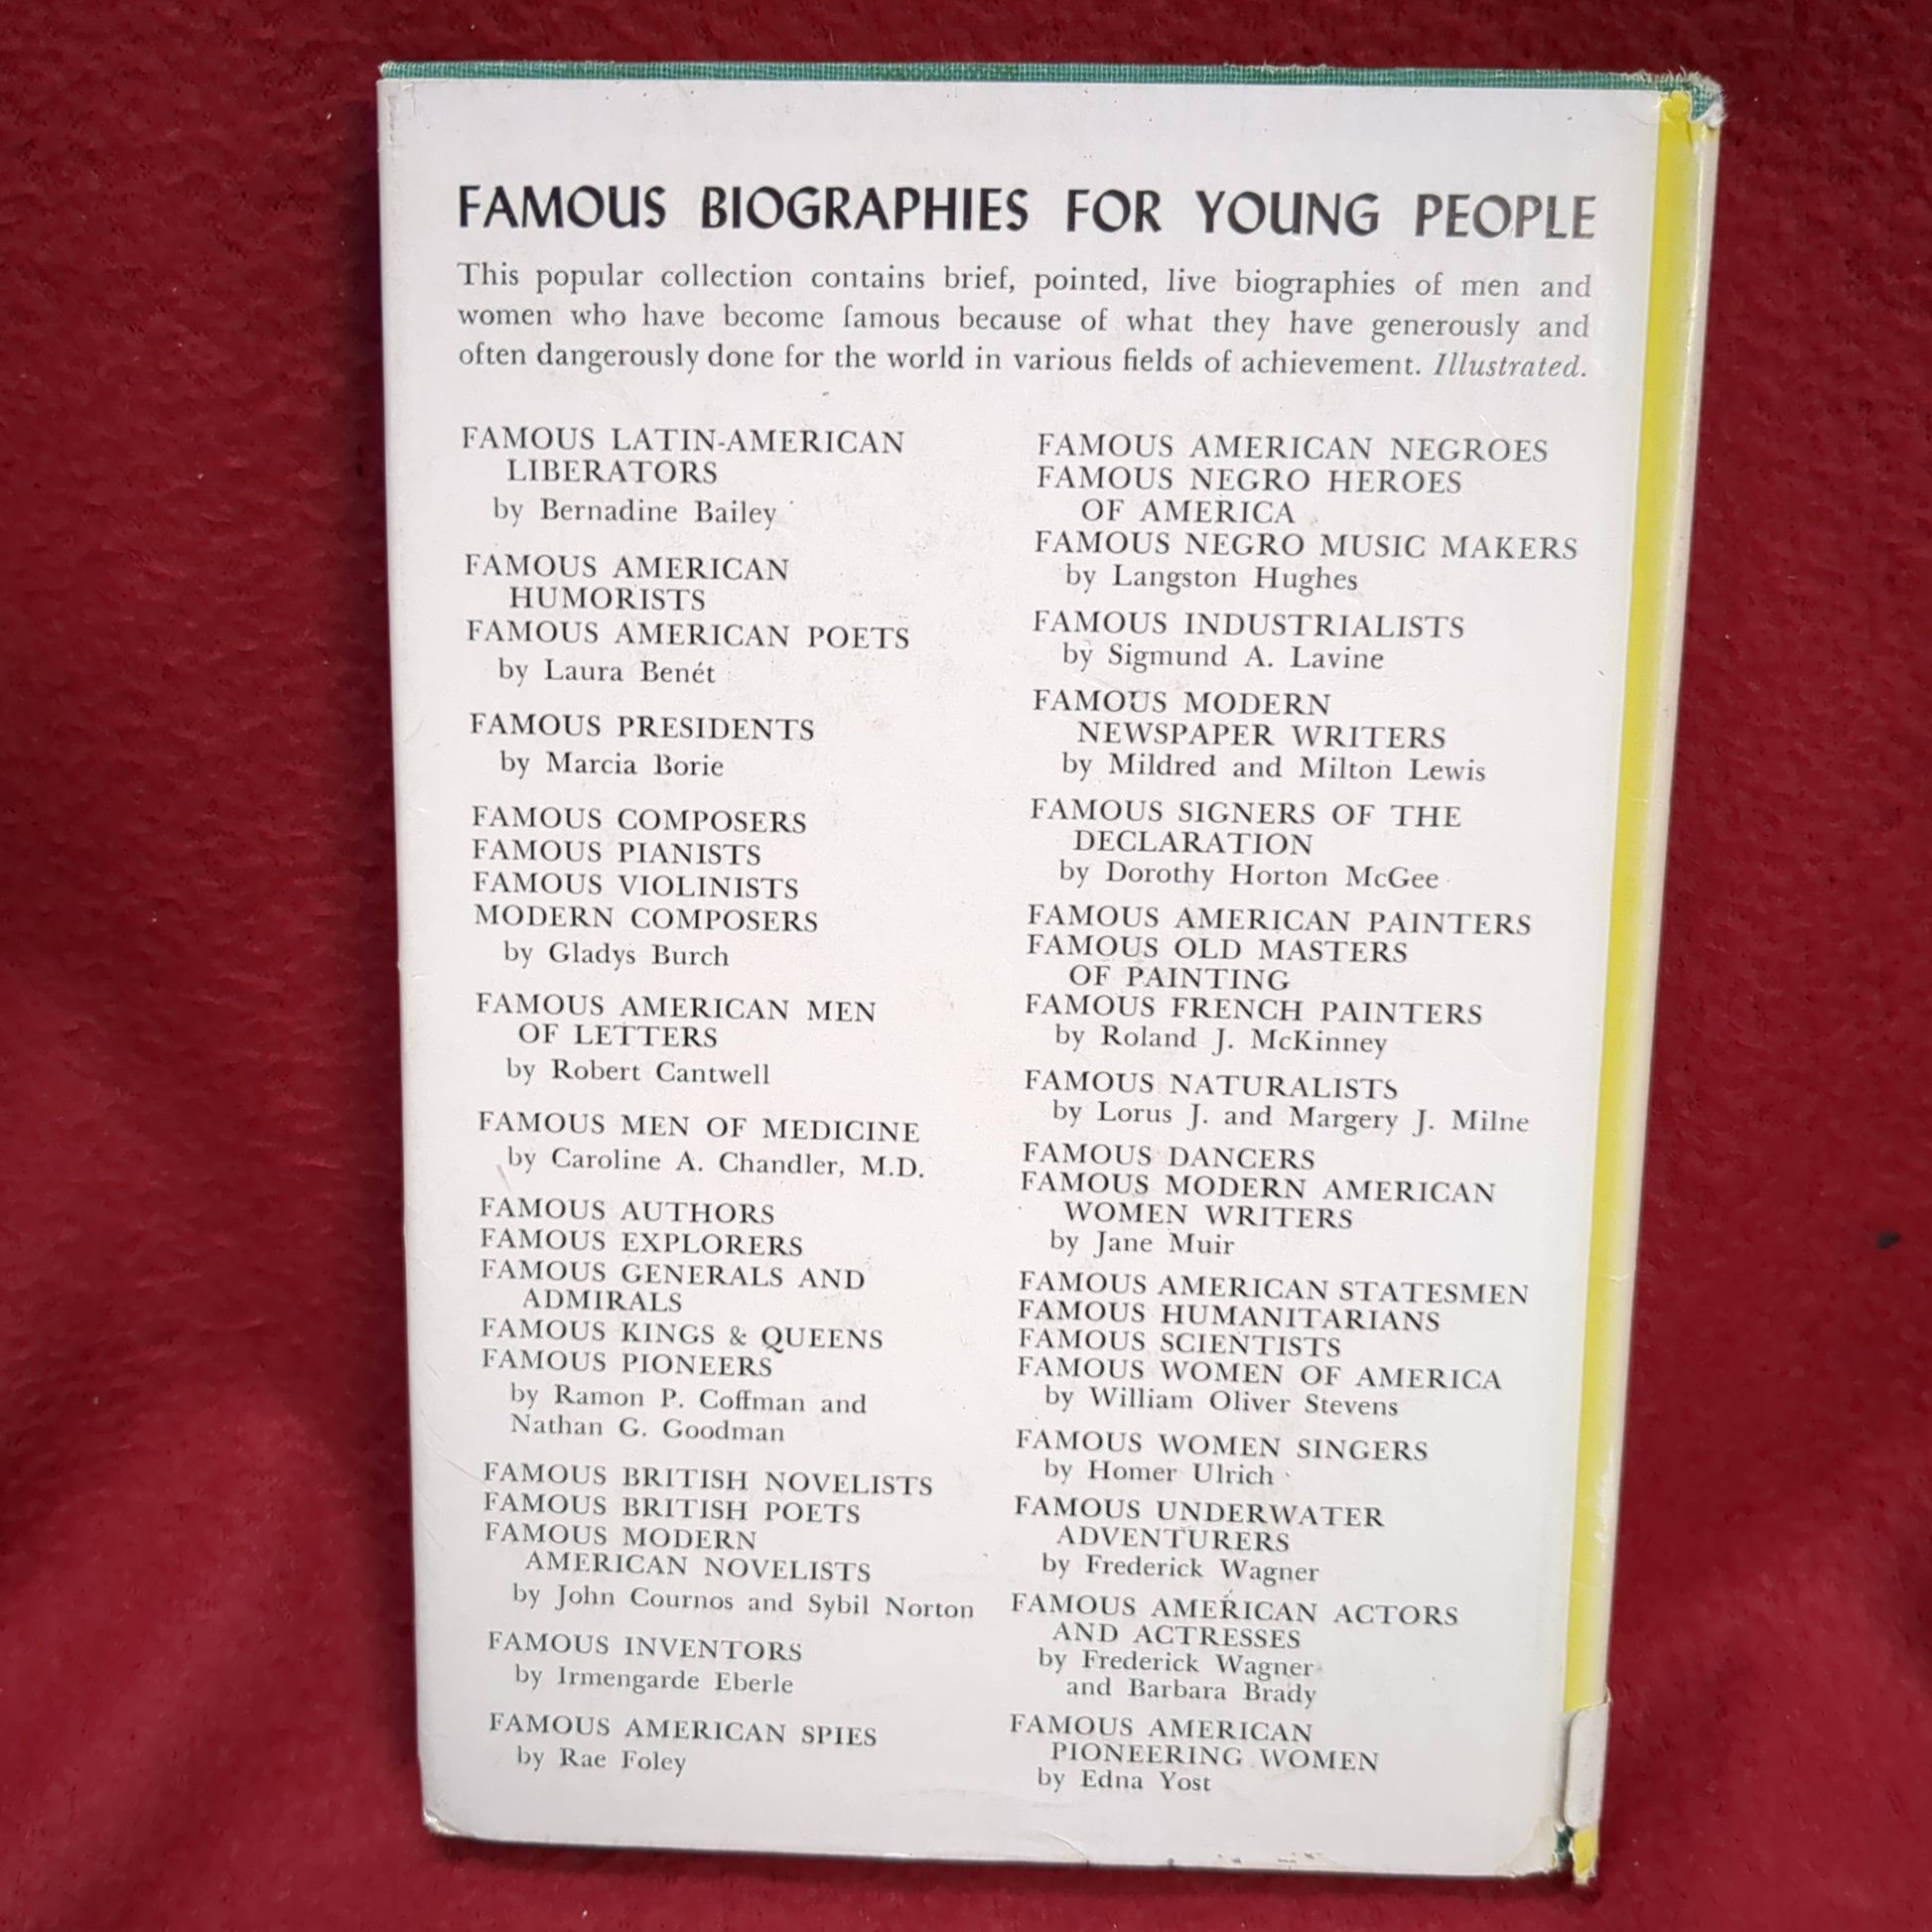 FAMOUS BIOGRAPHIES FOR YOUNG PEOPLE
This popular collection contains brief, pointed, live biographies of men and
women who have become famous because of what they have generously and
often dangerously done for the world in various fields of achievement. Illustrated.
FAMOUS LATIN-AMERICAN
LIBERATORS
by Bernadine Bailey
FAMOUS AMERICAN
HUMORISTS
FAMOUS AMERICAN POETS
by Laura Benét
FAMOUS PRESIDENTS
by Marcia Borie
FAMOUS COMPOSERS
FAMOUS PIANISTS
FAMOUS VIOLINISTS
MODERN COMPOSERS
by Gladys Burch
FAMOUS AMERICAN MEN
OF LETTERS
by Robert Cantwell
FAMOUS MEN OF MEDICINE
by Caroline A. Chandler, M.D.
FAMOUS AUTHORS
FAMOUS EXPLORERS
FAMOUS GENERALS AND
ADMIRALS
FAMOUS KINGS & QUEENS
FAMOUS PIONEERS
by Ramon P. Coffman and
Nathan G. Goodman
FAMOUS BRITISH NOVELISTS
FAMOUS BRITISH POETS
FAMOUS MODERN
AMERICAN NOVELISTS
by John Cournos and Sybil Norton
FAMOUS INVENTORS
by Irmengarde Eberle
FAMOUS AMERICAN SPIES
by Rae Foley
FAMOUS AMERICAN NEGROES
FAMOUS NEGRO HEROES
OF AMERICA
FAMOUS NEGRO MUSIC MAKERS
by Langston Hughes
FAMOUS INDUSTRIALISTS
by Sigmund A. Lavine
FAMOUS MODERN
NEWSPAPER WRITERS
by Mildred and Milton Lewis
FAMOUS SIGNERS OF THE
DECLARATION
by Dorothy Horton McGee
FAMOUS AMERICAN PAINTERS
FAMOUS OLD MASTERS
OF PAINTING
FAMOUS FRENCH PAINTERS
by Roland J. McKinney
FAMOUS NATURALISTS
by Lorus J. and Margery J. Milne
FAMOUS DANCERS
FAMOUS MODERN AMERICAN
WOMEN WRITERS
by Jane Muir
FAMOUS AMERICAN STATESMEN
FAMOUS HUMANITARIANS
FAMOUS SCIENTISTS
FAMOUS WOMEN OF AMERICA
by William Oliver Stevens
FAMOUS WOMEN SINGERS
by Homer Ulrich
FAMOUS UNDERWATER
ADVENTURERS
by Frederick Wagner
FAMOUS AMERICAN ACTORS
AND ACTRESSES
by Frederick Wagner
and Barbara Brady
FAMOUS AMERICAN
PIONEERING WOMEN
by Edna Yost